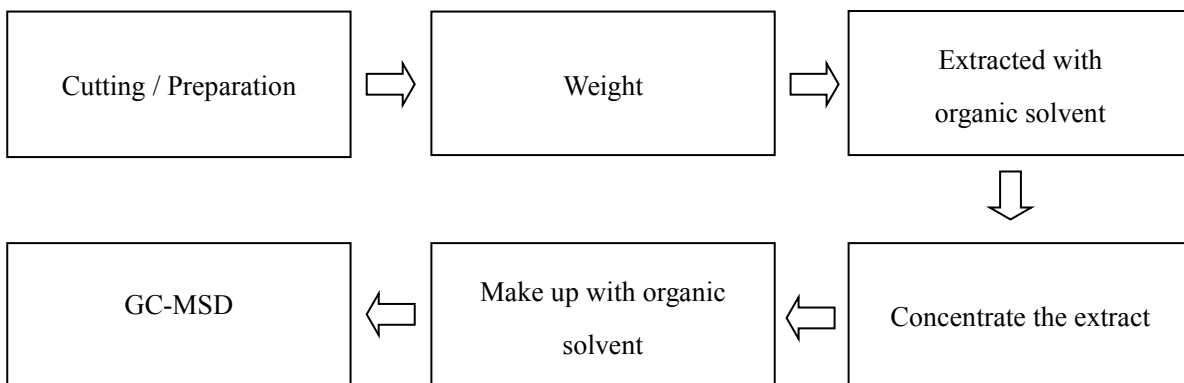 Cutting / Preparation
Weight
Extracted with
organic solvent
Concentrate the extract
Make up with organic
solvent
GC-MSD